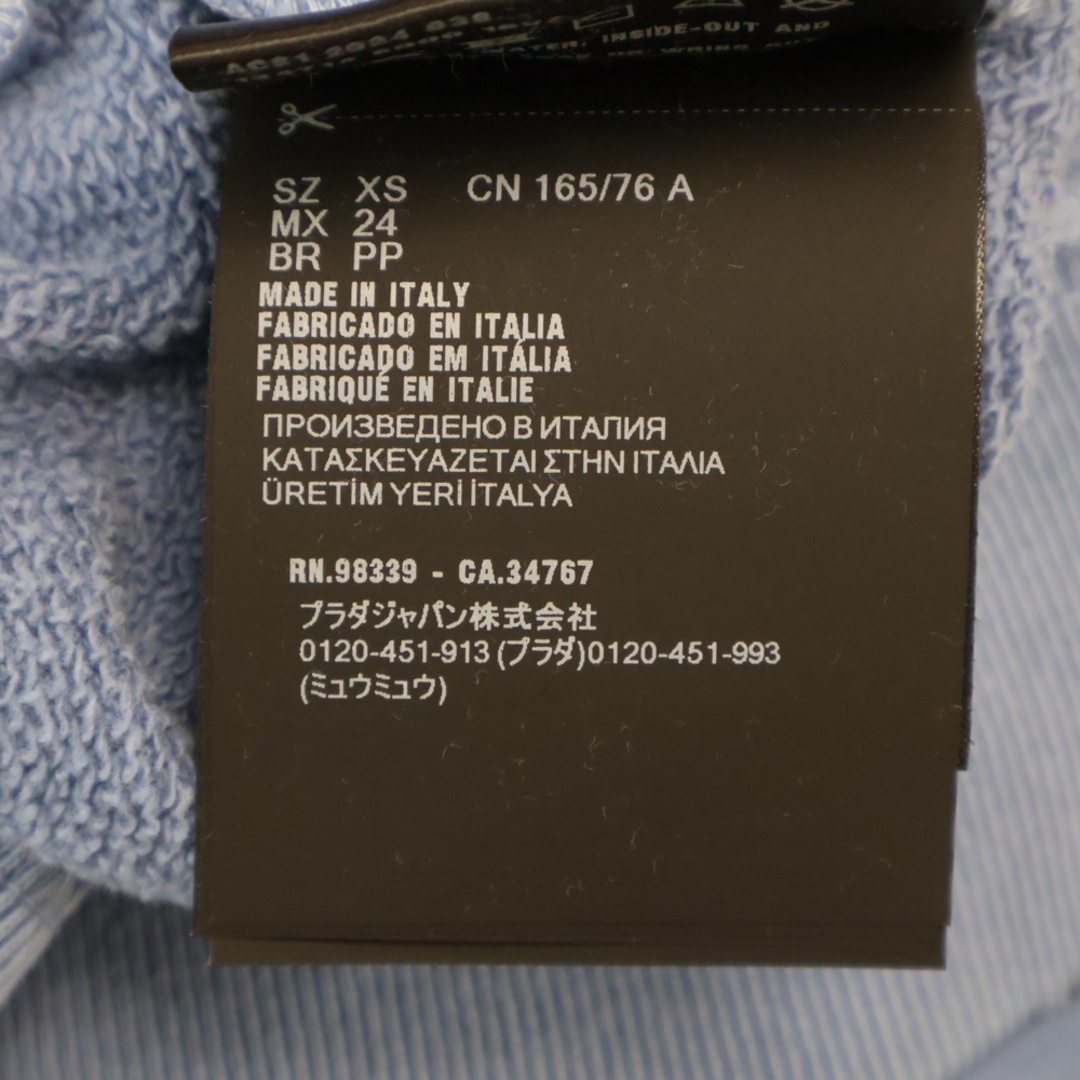 INSIDE-OUT AND
SZ XS CN 165/76 A
MX 24
BR PP
MADE IN ITALY
FABRICADO EN ITALIA
FABRICADO EM ITÁLIA
FABRIQUÉ EN ITALIE
ПРОИЗВЕДЕНО В ИТАЛИЯ
ΚΑΤΑΣΚΕΥΑΖΕΤΑΙ ΣΤΗΝ ΙΤΑΛΙΑ
ÜRETİM YERİ İTALYA
RN.98339 - CA.34767
プラダジャパン株式会社
0120-451-913 (プラダ)0120-451-993
(ミュウミュウ)